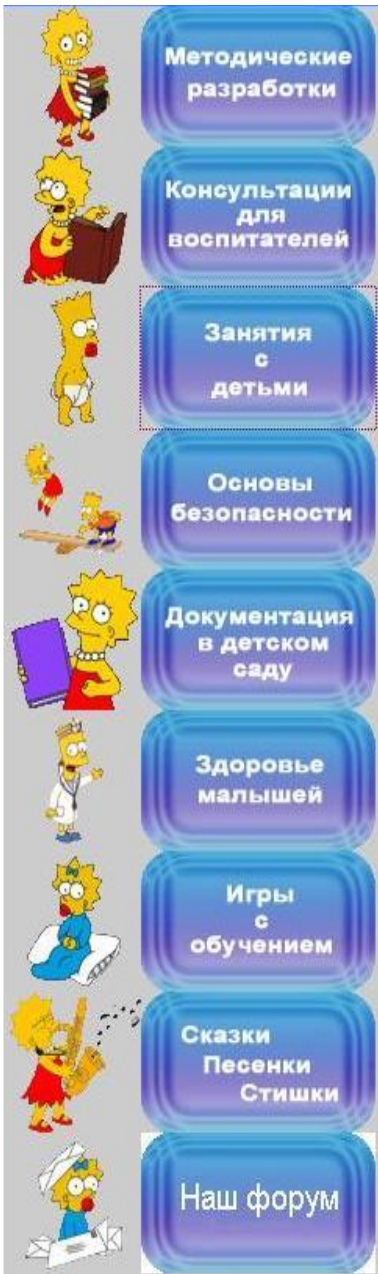 Методические
разработки
Консультации
для
воспитателей
Занятия
с
детьми
Основы
безопасности
Документация
в детском
саду
Здоровье
малышей
Игры
с
обучением
Сказки
Песенки
Стишки
Наш форум